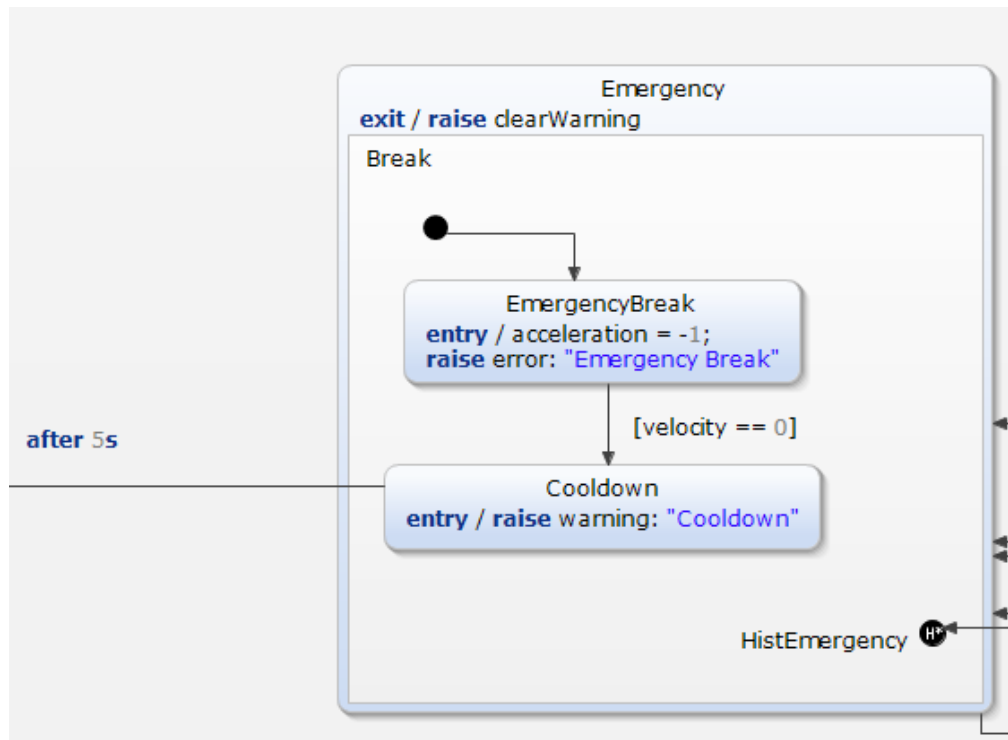 Emergency
exit / raise clearWarning
Break
EmergencyBreak
entry / acceleration = -1;
raise error: "Emergency Break"
[velocity == 0]
after 5s
Cooldown
entry / raise warning: "Cooldown"
HistEmergency
H*